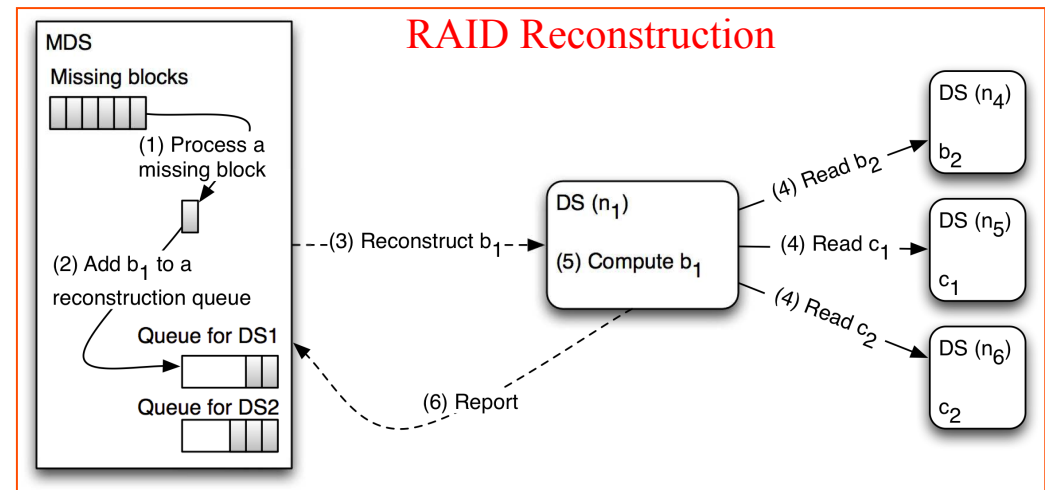 RAID Reconstruction
MDS
Missing blocks
(1) Process a
missing block
(2) Add b1 to a
reconstruction queue
Queue for DS1
Queue for DS2
(3) Reconstruct b1
DS (n1)
(5) Compute b1
(4) Read b2
(4) Read c1
(4) Read c2
(6) Report
DS (n4)
b2
DS (n5)
c1
DS (n6)
c2